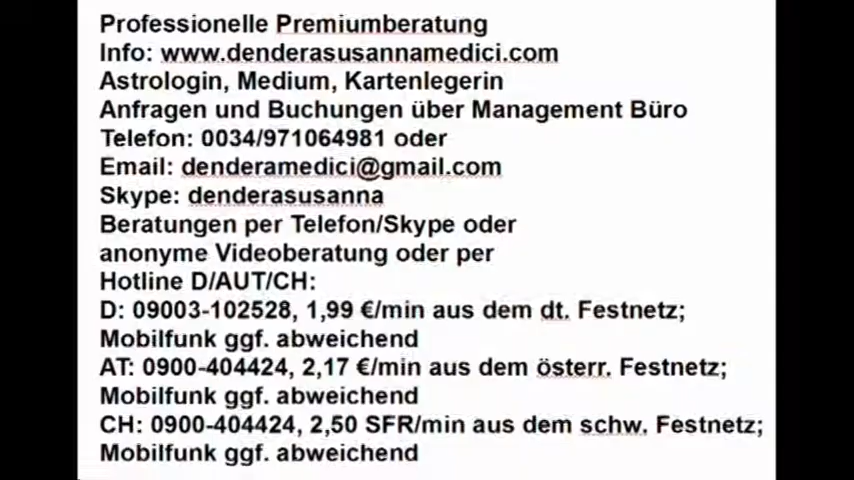 Professionelle Premiumberatung
Info: www.denderasusannamedici.com
Astrologin, Medium, Kartenlegerin
Anfragen und Buchungen über Management Büro
Telefon: 0034/971064981 oder
Email: denderamedici@gmail.com
Skype: denderasusanna
Beratungen per Telefon/Skype oder
anonyme Videoberatung oder per
Hotline D/AUT/CH:
D: 09003-102528, 1,99 €/min aus dem dt. Festnetz;
Mobilfunk ggf. abweichend
AT: 0900-404424, 2,17 €/min aus dem österr. Festnetz;
Mobilfunk ggf. abweichend
CH: 0900-404424, 2,50 SFR/min aus dem schw. Festnetz;
Mobilfunk ggf. abweichend